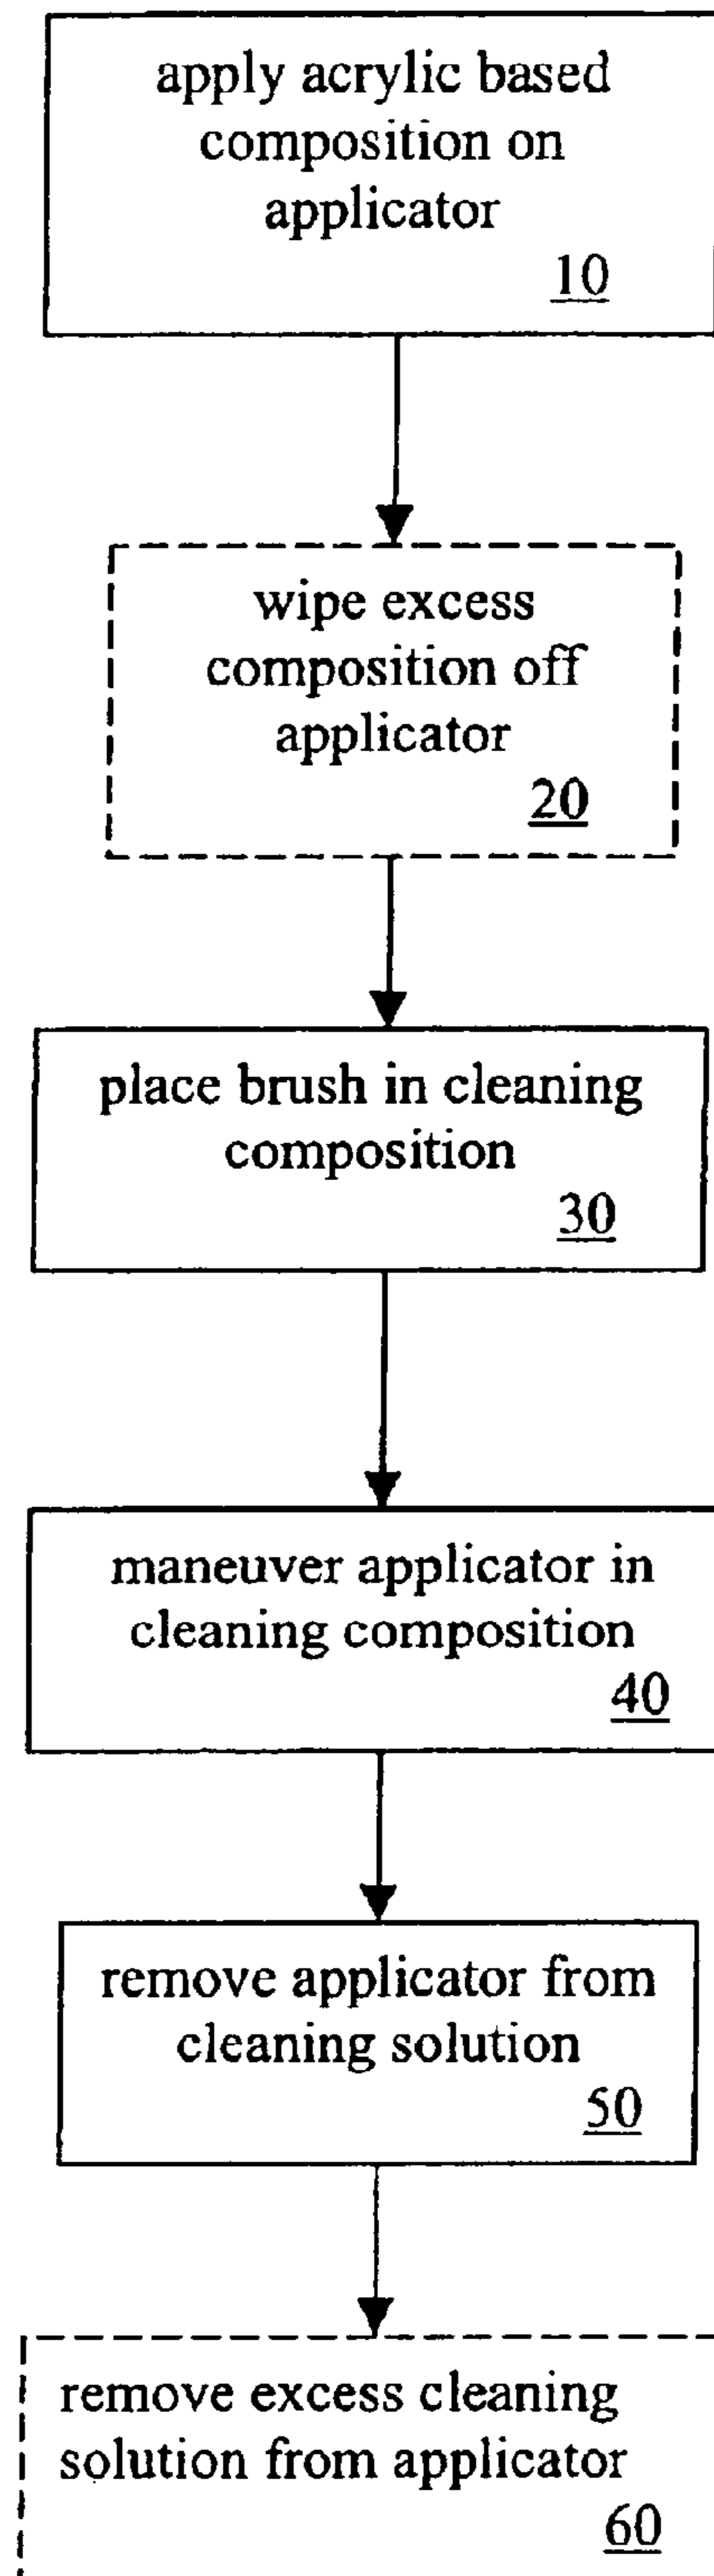 apply acrylic based
composition on
applicator
10
wipe excess
composition off
applicator
20
place brush in cleaning
composition
30
maneuver applicator in
cleaning composition
40
remove applicator from
cleaning solution
50
remove excess cleaning
solution from applicator
60